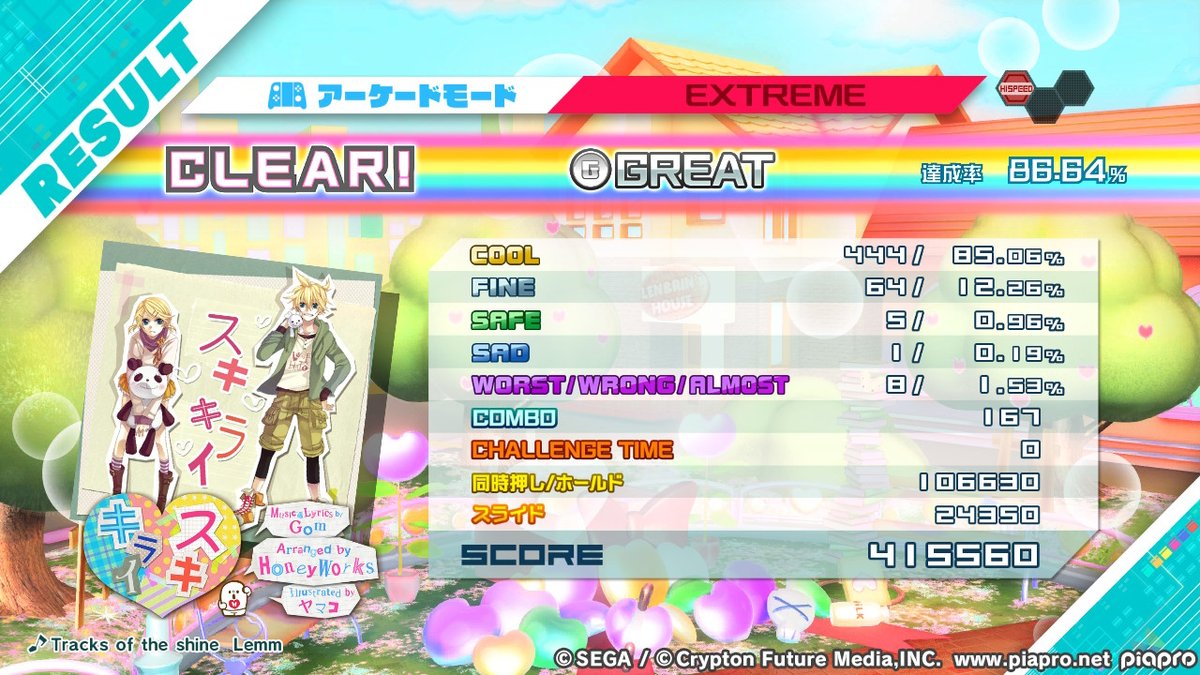 RESULT
アーケードモード EXTREME HISPEED
CLEAR! G GREAT 達成率 86.64%
COOL 444/ 85.06%
FINE 64/ 12.26%
SAFE 5/ 0.96%
SAD 1/ 0.19%
WORST/WRONG/ALMOST 8/ 1.53%
COMBO 167
CHALLENGE TIME 0
同時押し/ホールド 106630
スライド 24350
SCORE 415560
スキキライ
スキ
キライ
Music&Lyrics by
Gom
Arranged by
HoneyWorks
Illustrated by
ヤマコ
LEN&RIN
HOUSE
Tracks of the shine Lemm
©SEGA / ©Crypton Future Media,INC. www.piapro.net piapro